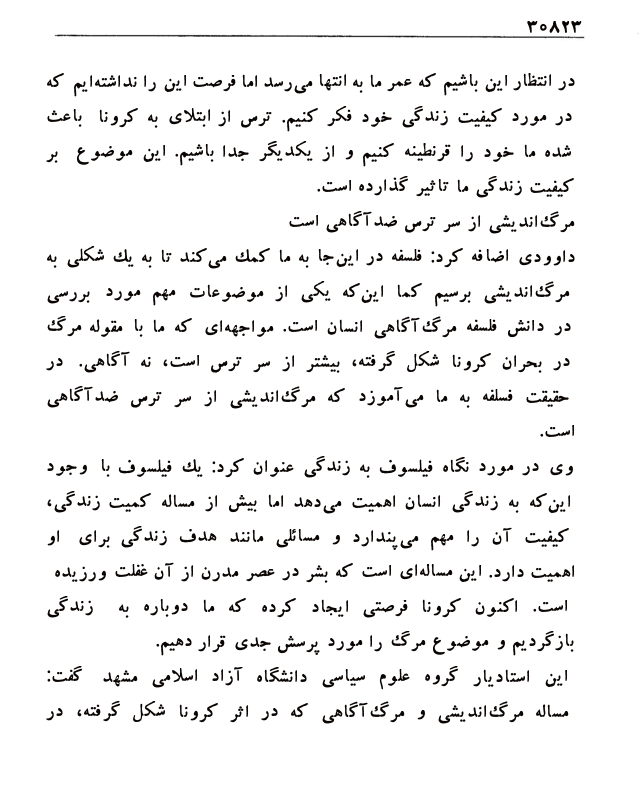 ۳۰۸۲۳
در انتظار این باشیم که عمر ما به انتها می‌رسد اما فرصت این را نداشته‌ایم که
در مورد کیفیت زندگی خود فکر کنیم. ترس از ابتلای به کرونا باعث
شده ما خود را قرنطینه کنیم و از یکدیگر جدا باشیم. این موضوع بر
کیفیت زندگی ما تاثیر گذارده است.
مرگ‌اندیشی از سر ترس ضدآگاهی است
داوودی اضافه کرد: فلسفه در این‌جا به ما کمک می‌کند تا به یک شکلی به
مرگ‌اندیشی برسیم کما این‌که یکی از موضوعات مهم مورد بررسی
در دانش فلسفه مرگ‌آگاهی انسان است. مواجهه‌ای که ما با مقوله مرگ
در بحران کرونا شکل گرفته، بیشتر از سر ترس است، نه آگاهی. در
حقیقت فسلفه به ما می‌آموزد که مرگ‌اندیشی از سر ترس ضدآگاهی
است.
وی در مورد نگاه فیلسوف به زندگی عنوان کرد: یک فیلسوف با وجود
این‌که به زندگی انسان اهمیت می‌دهد اما بیش از مساله کمیت زندگی،
کیفیت آن را مهم می‌پندارد و مسائلی مانند هدف زندگی برای او
اهمیت دارد. این مساله‌ای است که بشر در عصر مدرن از آن غفلت ورزیده
است. اکنون کرونا فرصتی ایجاد کرده که ما دوباره به زندگی
بازگردیم و موضوع مرگ را مورد پرسش جدی قرار دهیم.
این استادیار گروه علوم سیاسی دانشگاه آزاد اسلامی مشهد گفت:
مساله مرگ‌اندیشی و مرگ‌آگاهی که در اثر کرونا شکل گرفته، در